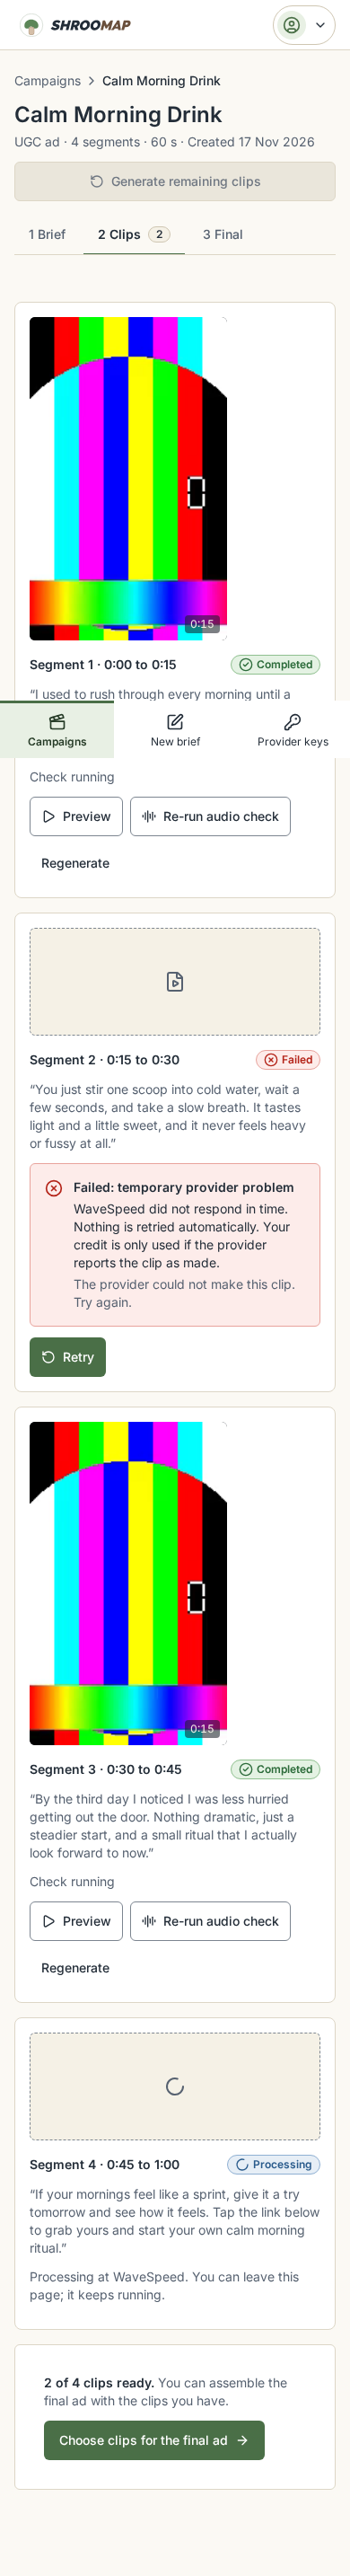 SHROOMAP
Campaigns > Calm Morning Drink
Calm Morning Drink
UGC ad · 4 segments · 60 s · Created 17 Nov 2026
Generate remaining clips
1 Brief 2 Clips 2 3 Final
0
0:15
Segment 1 · 0:00 to 0:15 Completed
“I used to rush through every morning until a
Campaigns New brief Provider keys
Check running
Preview Re-run audio check
Regenerate
Segment 2 · 0:15 to 0:30 Failed
“You just stir one scoop into cold water, wait a
few seconds, and take a slow breath. It tastes
light and a little sweet, and it never feels heavy
or fussy at all.”
Failed: temporary provider problem
WaveSpeed did not respond in time.
Nothing is retried automatically. Your
credit is only used if the provider
reports the clip as made.
The provider could not make this clip.
Try again.
Retry
0
0:15
Segment 3 · 0:30 to 0:45 Completed
“By the third day I noticed I was less hurried
getting out the door. Nothing dramatic, just a
steadier start, and a small ritual that I actually
look forward to now.”
Check running
Preview Re-run audio check
Regenerate
Segment 4 · 0:45 to 1:00 Processing
“If your mornings feel like a sprint, give it a try
tomorrow and see how it feels. Tap the link below
to grab yours and start your own calm morning
ritual.”
Processing at WaveSpeed. You can leave this
page; it keeps running.
2 of 4 clips ready. You can assemble the
final ad with the clips you have.
Choose clips for the final ad